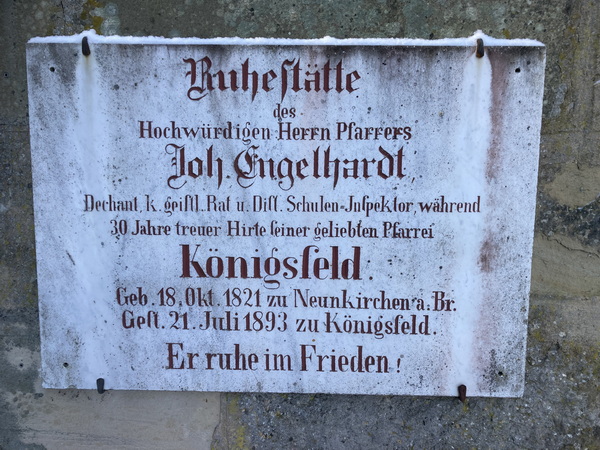 Ruheſtätte
des
Hochwürdigen Herrn Pfarrers
Joh. Engelhardt,
Dechant, k. geiſtl. Rat u. Diſt. Schulen-Inſpektor, während
30 Jahre treuer Hirte ſeiner geliebten Pfarrei
Königsfeld.
Geb. 18. Okt. 1821 zu Neunkirchen a. Br.
Geſt. 21. Juli 1893 zu Königsfeld.
Er ruhe im Frieden!